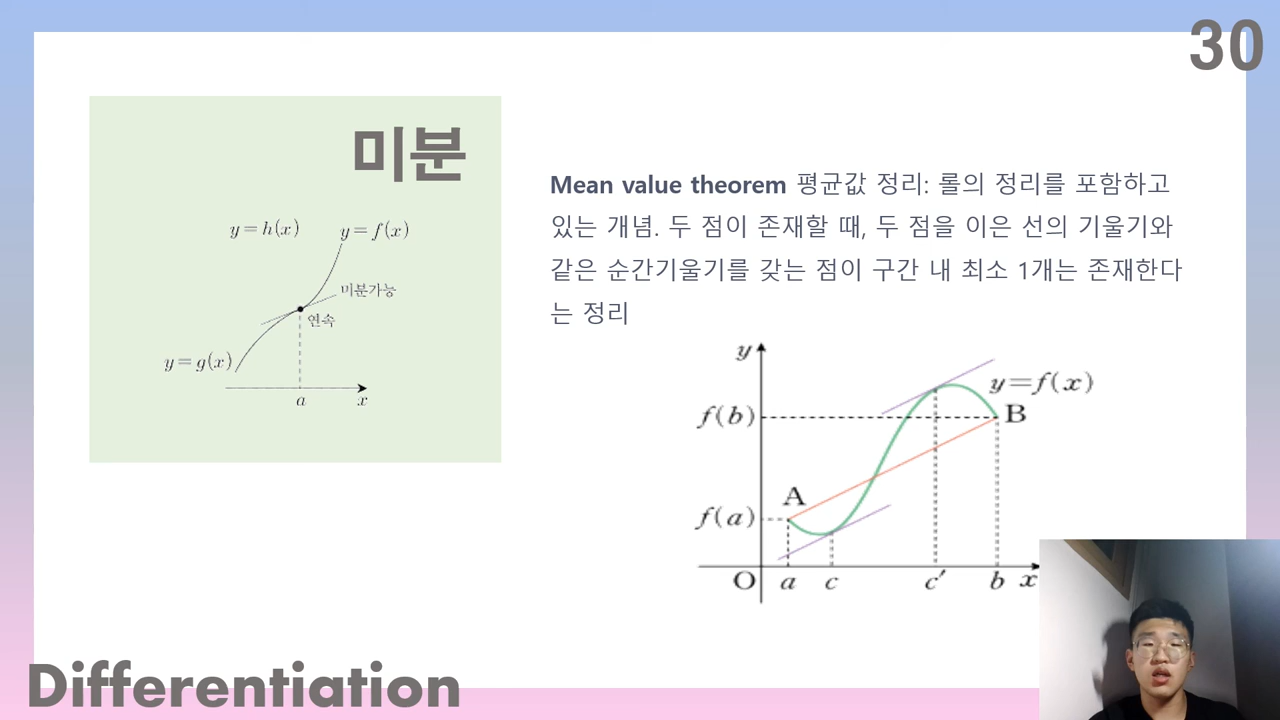 30
미분
y=h(x) y=f(x)
미분가능
연속
y=g(x)
a x
Mean value theorem 평균값 정리: 롤의 정리를 포함하고
있는 개념. 두 점이 존재할 때, 두 점을 이은 선의 기울기와
같은 순간기울기를 갖는 점이 구간 내 최소 1개는 존재한다
는 정리
y
y=f(x)
f(b) B
A
f(a)
O a c c′ b x
Differentiation